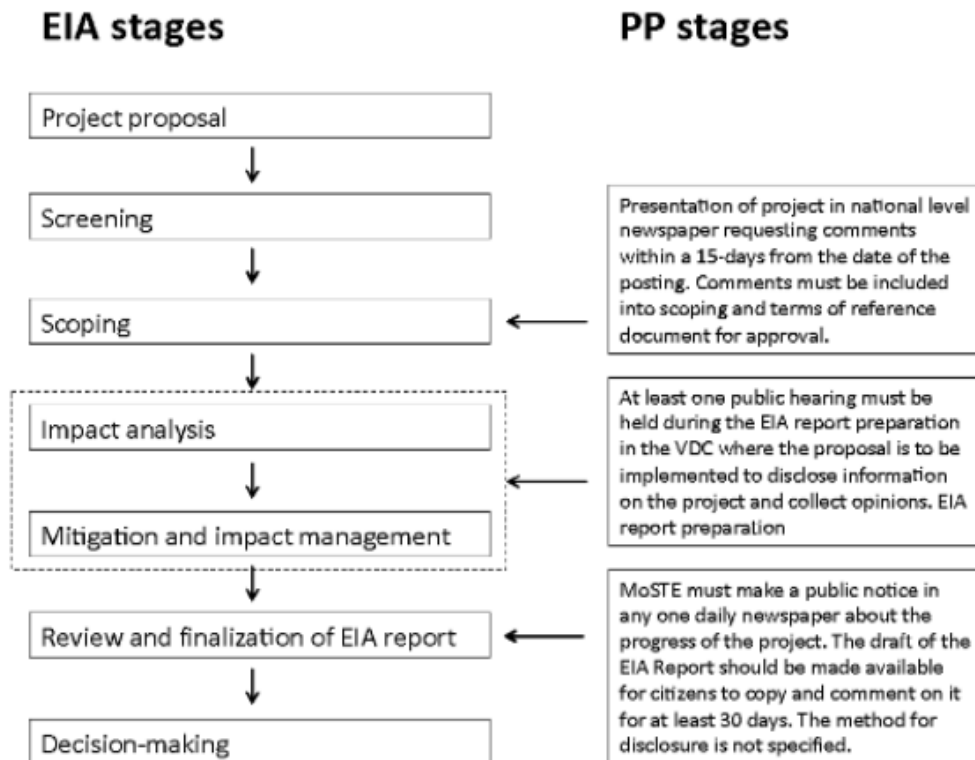 EIA stages
PP stages
Project proposal
Screening
Scoping
Impact analysis
Mitigation and impact management
Review and finalization of EIA report
Decision-making
Presentation of project in national level
newspaper requesting comments
within a 15-days from the date of the
posting. Comments must be included
into scoping and terms of reference
document for approval.
At least one public hearing must be
held during the EIA report preparation
in the VDC where the proposal is to be
implemented to disclose information
on the project and collect opinions. EIA
report preparation
MoSTE must make a public notice in
any one daily newspaper about the
progress of the project. The draft of the
EIA Report should be made available
for citizens to copy and comment on it
for at least 30 days. The method for
disclosure is not specified.